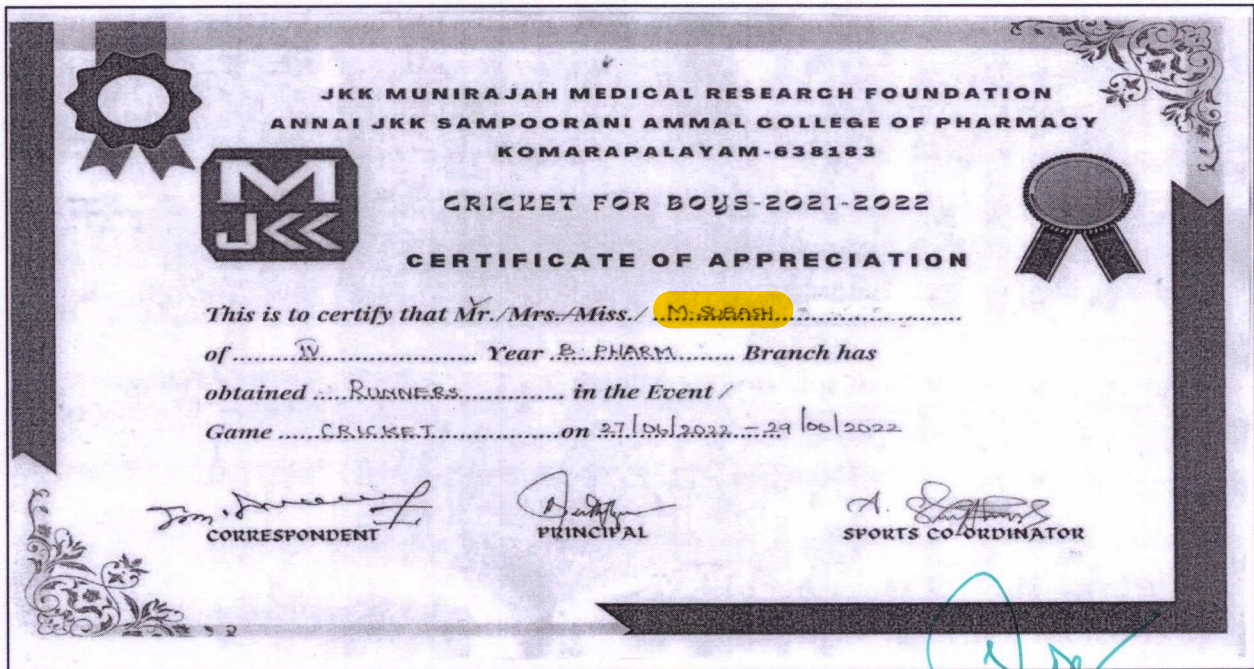 JKK MUNIRAJAH MEDICAL RESEARCH FOUNDATION
ANNAI JKK SAMPOORANI AMMAL COLLEGE OF PHARMACY
KOMARAPALAYAM-638183
M
JKK
CRICKET FOR BOYS-2021-2022
CERTIFICATE OF APPRECIATION
This is to certify that Mr./Mrs./Miss./ M. SUBASH
of IV Year B. PHARM Branch has
obtained RUNNERS in the Event /
Game CRICKET on 27/06/2022 - 29/06/2022
CORRESPONDENT PRINCIPAL SPORTS CO-ORDINATOR